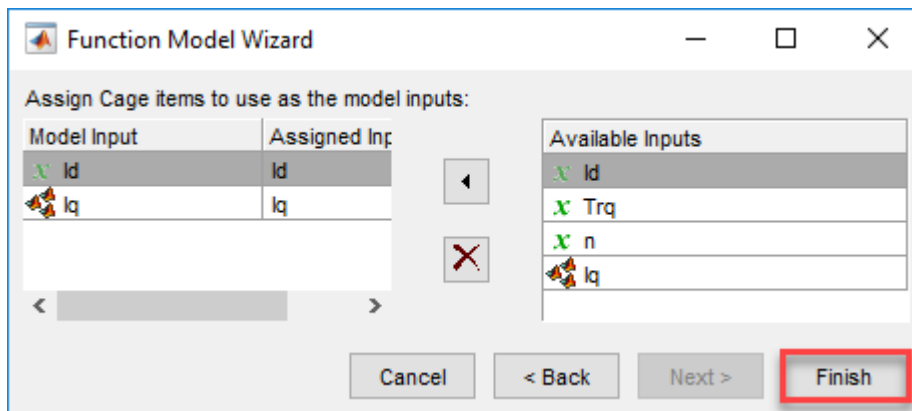 Function Model Wizard
Assign Cage items to use as the model inputs:
Model Input Assigned Inp
x Id Id
Iq Iq
Available Inputs
x Id
x Trq
x n
Iq
Cancel < Back Next > Finish